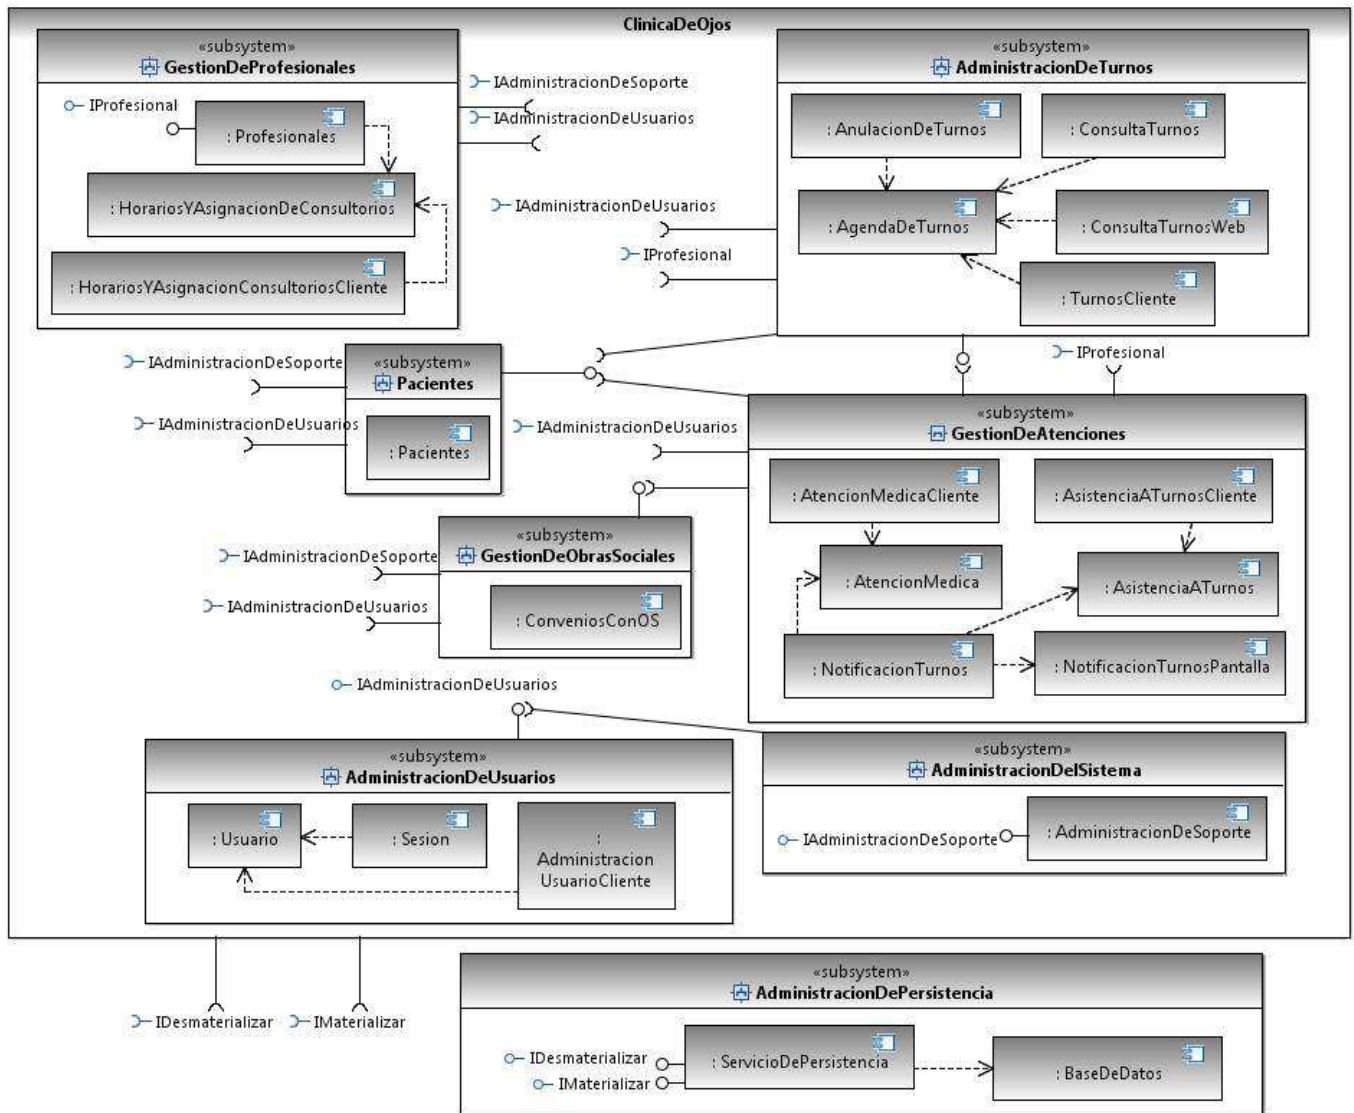 ClinicaDeOjos
«subsystem»
GestionDeProfesionales
IProfesional
: Profesionales
: HorariosYAsignacionDeConsultorios
: HorariosYAsignacionConsultoriosCliente
IAdministracionDeSoporte
IAdministracionDeUsuarios
«subsystem»
AdministracionDeTurnos
: AnulacionDeTurnos
: ConsultaTurnos
: AgendaDeTurnos
: ConsultaTurnosWeb
: TurnosCliente
IAdministracionDeUsuarios
IProfesional
IAdministracionDeSoporte
IAdministracionDeUsuarios
«subsystem»
Pacientes
: Pacientes
IProfesional
IAdministracionDeUsuarios
«subsystem»
GestionDeAtenciones
: AtencionMedicaCliente
: AsistenciaATurnosCliente
: AtencionMedica
: AsistenciaATurnos
: NotificacionTurnos
: NotificacionTurnosPantalla
IAdministracionDeSoporte
IAdministracionDeUsuarios
«subsystem»
GestionDeObrasSociales
: ConveniosConOS
IAdministracionDeUsuarios
«subsystem»
AdministracionDeUsuarios
: Usuario
: Sesion
:
Administracion
UsuarioCliente
«subsystem»
AdministracionDelSistema
IAdministracionDeSoporte
: AdministracionDeSoporte
IDesmaterializar
IMaterializar
«subsystem»
AdministracionDePersistencia
IDesmaterializar
IMaterializar
: ServicioDePersistencia
: BaseDeDatos